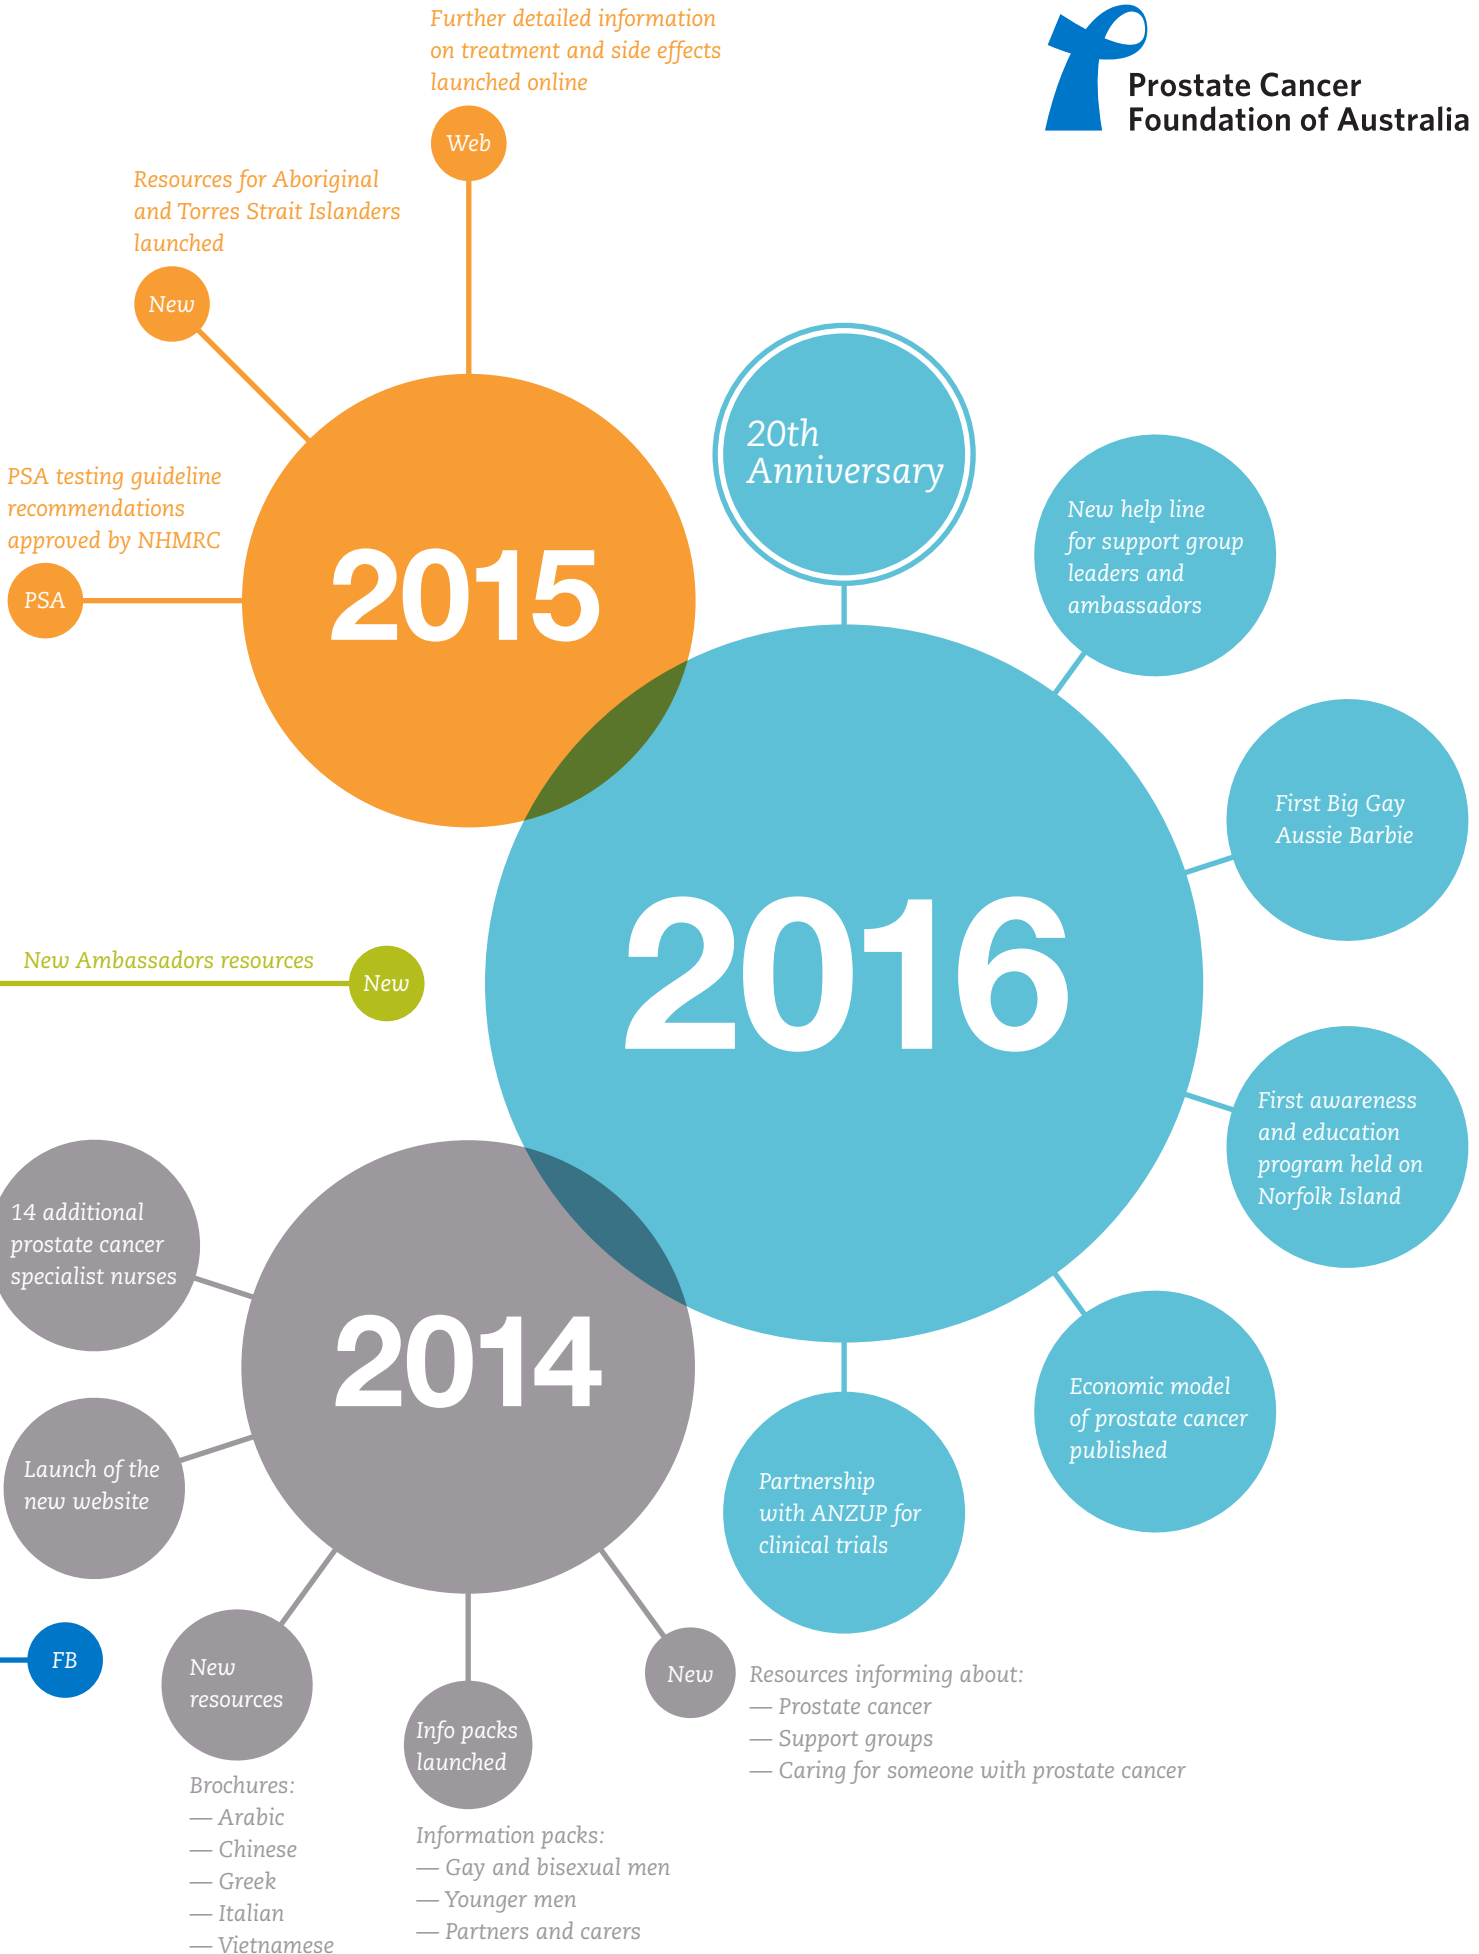 Further detailed information
on treatment and side effects
launched online
Web
Prostate Cancer
Foundation of Australia
Resources for Aboriginal
and Torres Strait Islanders
launched
New
PSA testing guideline
recommendations
approved by NHMRC
PSA
2015
20th
Anniversary
New help line
for support group
leaders and
ambassadors
First Big Gay
Aussie Barbie
2016
New Ambassadors resources
New
First awareness
and education
program held on
Norfolk Island
14 additional
prostate cancer
specialist nurses
2014
Launch of the
new website
Economic model
of prostate cancer
published
Partnership
with ANZUP for
clinical trials
FB
New
resources
Brochures:
— Arabic
— Chinese
— Greek
— Italian
— Vietnamese
Info packs
launched
Information packs:
— Gay and bisexual men
— Younger men
— Partners and carers
New
Resources informing about:
— Prostate cancer
— Support groups
— Caring for someone with prostate cancer